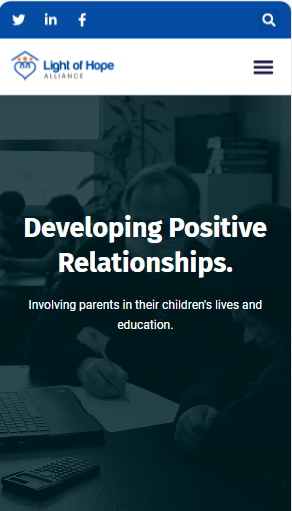 Light of Hope
ALLIANCE
Developing Positive
Relationships.
Involving parents in their children's lives and
education.